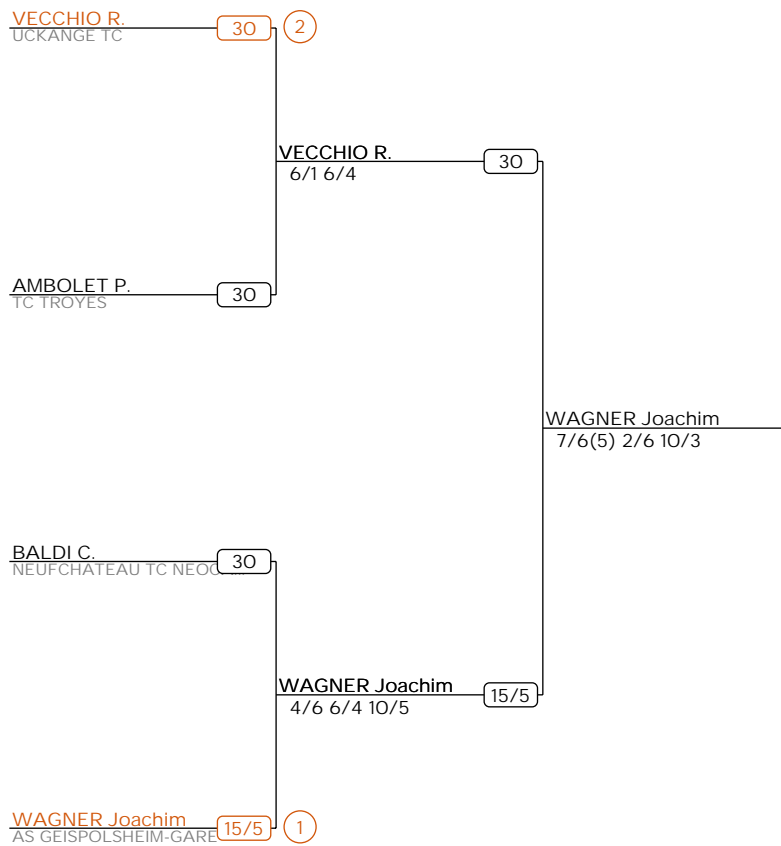 VECCHIO R.
UCKANGE TC
30
2
VECCHIO R.
6/1 6/4
30
AMBOLET P.
TC TROYES
30
WAGNER Joachim
7/6(5) 2/6 10/3
BALDI C.
NEUFCHATEAU TC
30
WAGNER Joachim
4/6 6/4 10/5
15/5
WAGNER Joachim
AS GEISPOLSHEIM-GARE
15/5
1